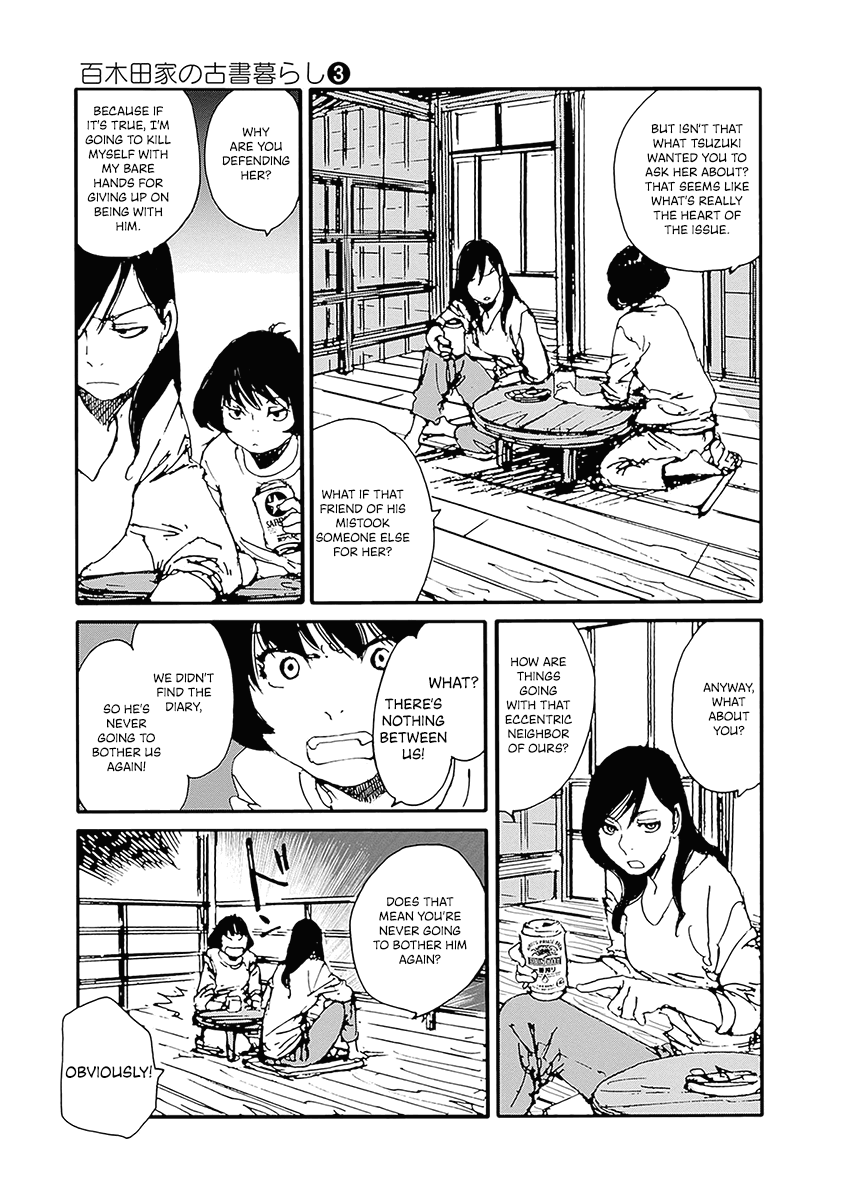 百木田家の古書暮らし❸
BUT ISN'T THAT
WHAT TSUZUKI
WANTED YOU TO
ASK HER ABOUT?
THAT SEEMS LIKE
WHAT'S REALLY
THE HEART OF
THE ISSUE.
WHAT IF THAT
FRIEND OF HIS
MISTOOK
SOMEONE ELSE
FOR HER?
WHY
ARE YOU
DEFENDING
HER?
BECAUSE IF
IT'S TRUE, I'M
GOING TO KILL
MYSELF WITH
MY BARE
HANDS FOR
GIVING UP ON
BEING WITH
HIM.
ANYWAY,
WHAT
ABOUT
YOU?
HOW ARE
THINGS
GOING
WITH THAT
ECCENTRIC
NEIGHBOR
OF OURS?
WHAT?
THERE'S
NOTHING
BETWEEN
US!
WE DIDN'T
FIND THE
DIARY,
SO HE'S
NEVER
GOING TO
BOTHER US
AGAIN!
ドン
DOES THAT
MEAN YOU'RE
NEVER GOING
TO BOTHER HIM
AGAIN?
OBVIOUSLY!